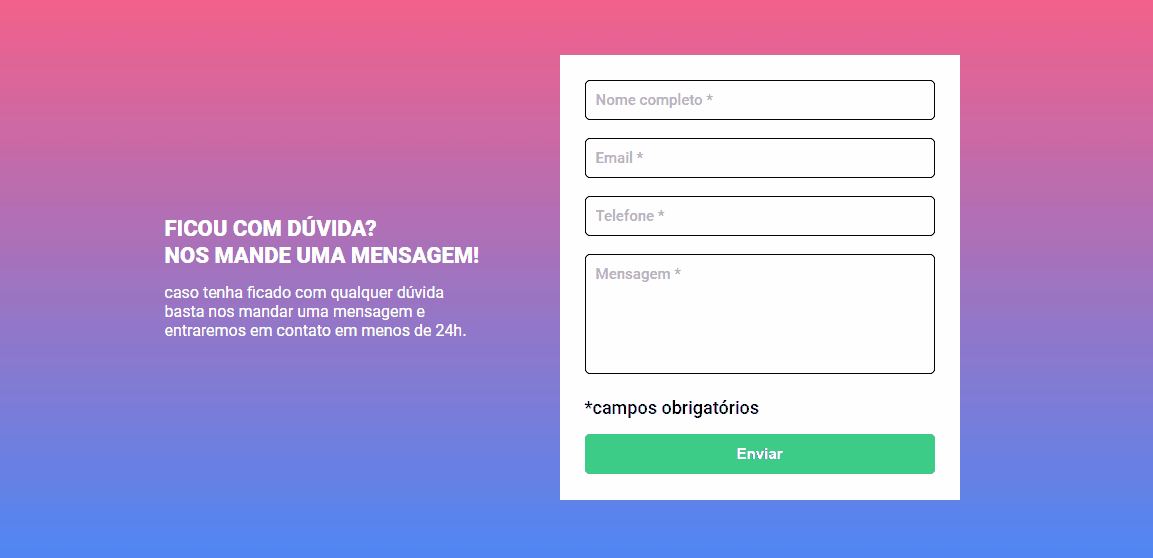 FICOU COM DÚVIDA?
NOS MANDE UMA MENSAGEM!
caso tenha ficado com qualquer dúvida
basta nos mandar uma mensagem e
entraremos em contato em menos de 24h.
Nome completo *
Email *
Telefone *
Mensagem *
*campos obrigatórios
Enviar